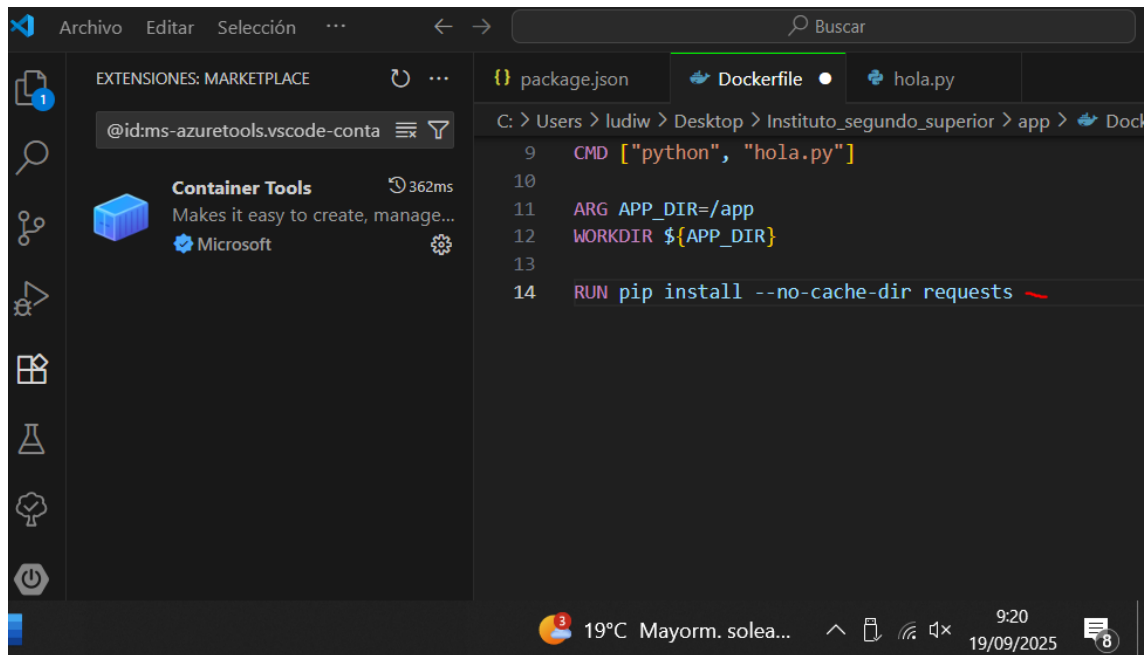 Archivo Editar Selección ··· Buscar
EXTENSIONES: MARKETPLACE
@id:ms-azuretools.vscode-conta
Container Tools 362ms
Makes it easy to create, manage...
Microsoft
1
{} package.json Dockerfile hola.py
C: > Users > ludiw > Desktop > Instituto_segundo_superior > app > Dock
9 CMD ["python", "hola.py"]
10
11 ARG APP_DIR=/app
12 WORKDIR ${APP_DIR}
13
14 RUN pip install --no-cache-dir requests
3
19°C Mayorm. solea...
9:20
19/09/2025
8